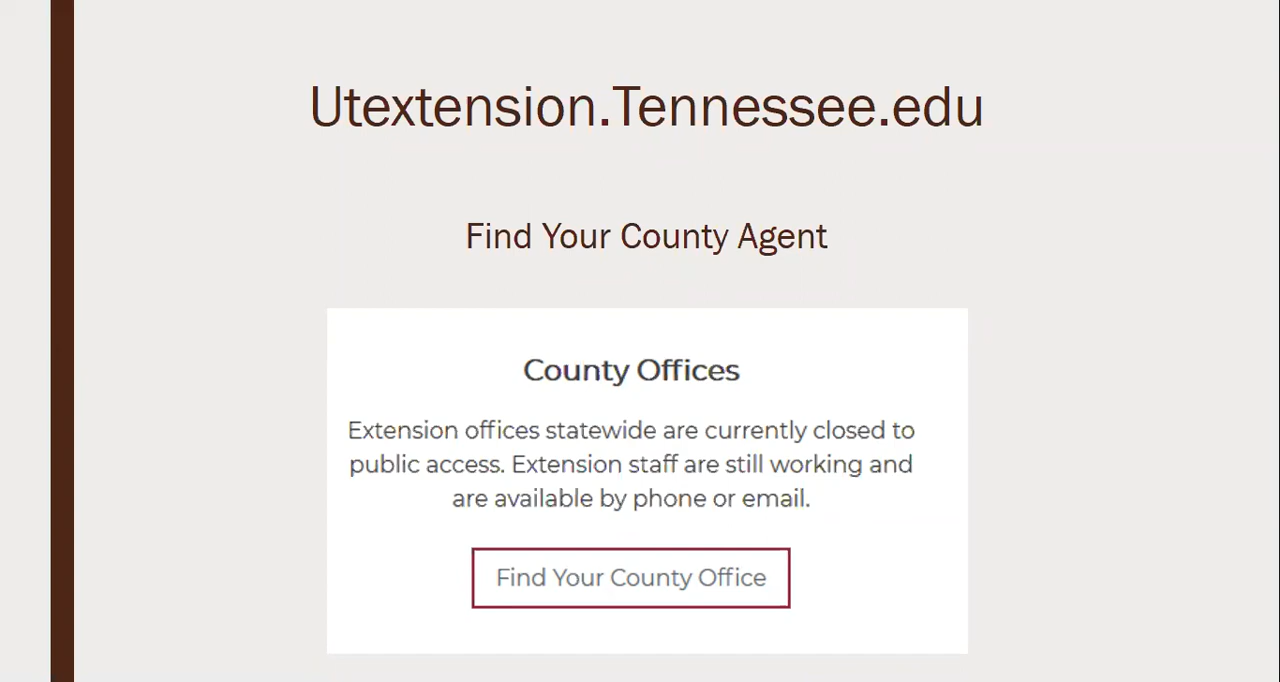 Utextension.Tennessee.edu
Find Your County Agent
County Offices
Extension offices statewide are currently closed to
public access. Extension staff are still working and
are available by phone or email.
Find Your County Office